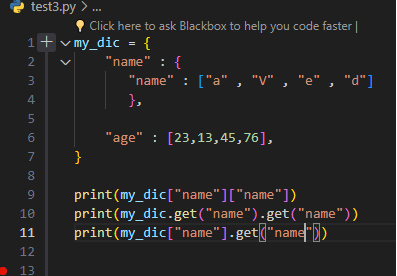 test3.py > ...
Click here to ask Blackbox to help you code faster |
1 my_dic = {
2 "name" : {
3 "name" : ["a" , "V" , "e" , "d"]
4 },
5
6 "age" : [23,13,45,76],
7 }
8
9 print(my_dic["name"]["name"])
10 print(my_dic.get("name").get("name"))
11 print(my_dic["name"].get("name"))
12
13